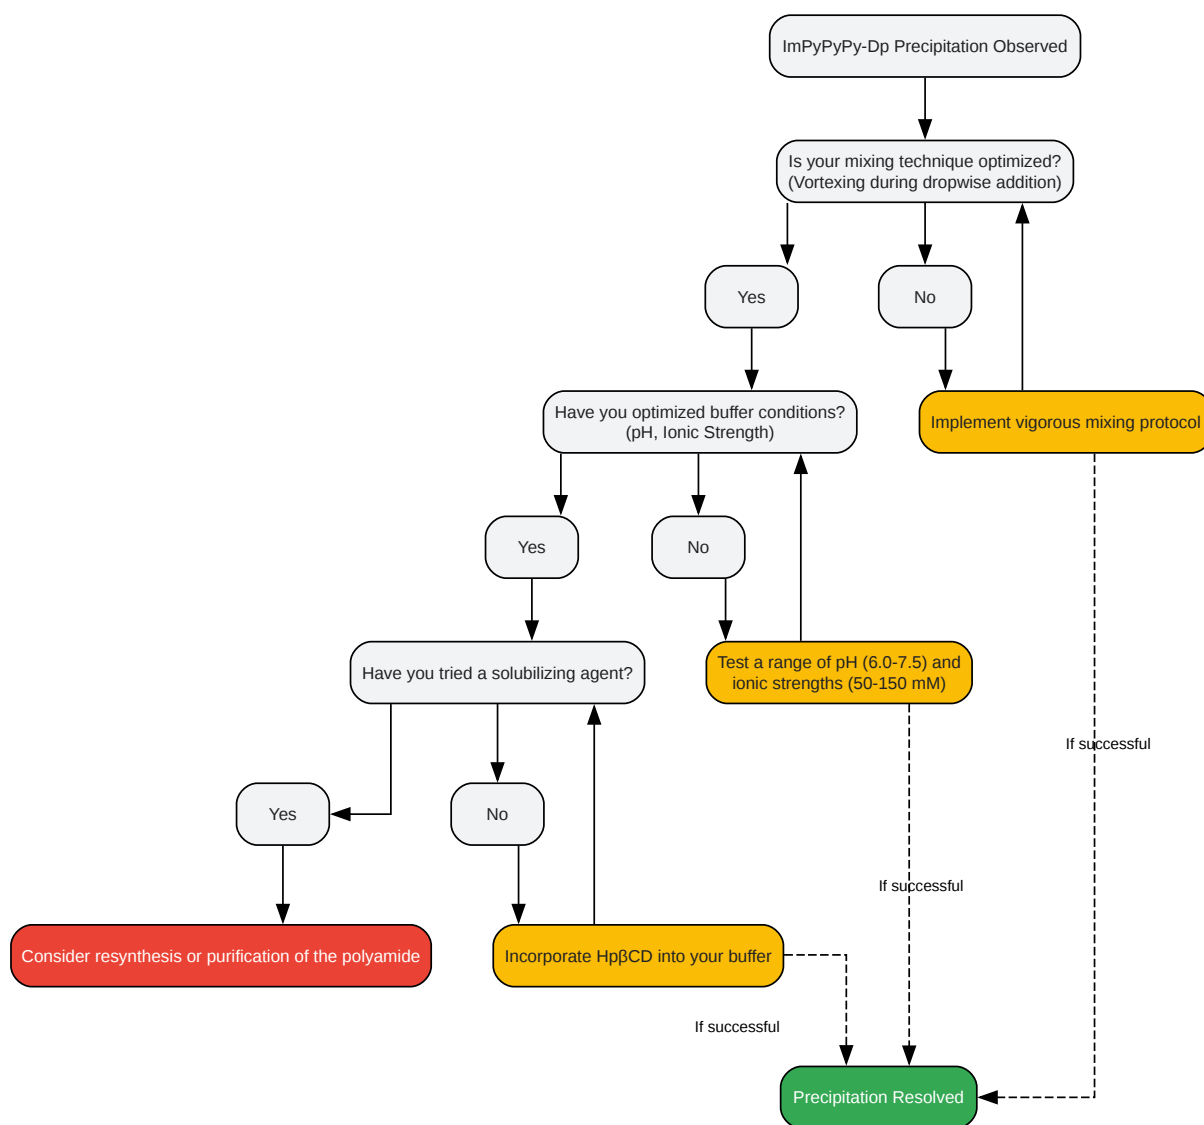 ImPyPyPy-Dp Precipitation Observed
Is your mixing technique optimized?
(Vortexing during dropwise addition)
Yes
No
Have you optimized buffer conditions?
(pH, Ionic Strength)
Implement vigorous mixing protocol
Yes
No
Have you tried a solubilizing agent?
Test a range of pH (6.0-7.5) and
ionic strengths (50-150 mM)
If successful
Yes
No
If successful
Consider resynthesis or purification of the polyamide
Incorporate HpβCD into your buffer
If successful
Precipitation Resolved